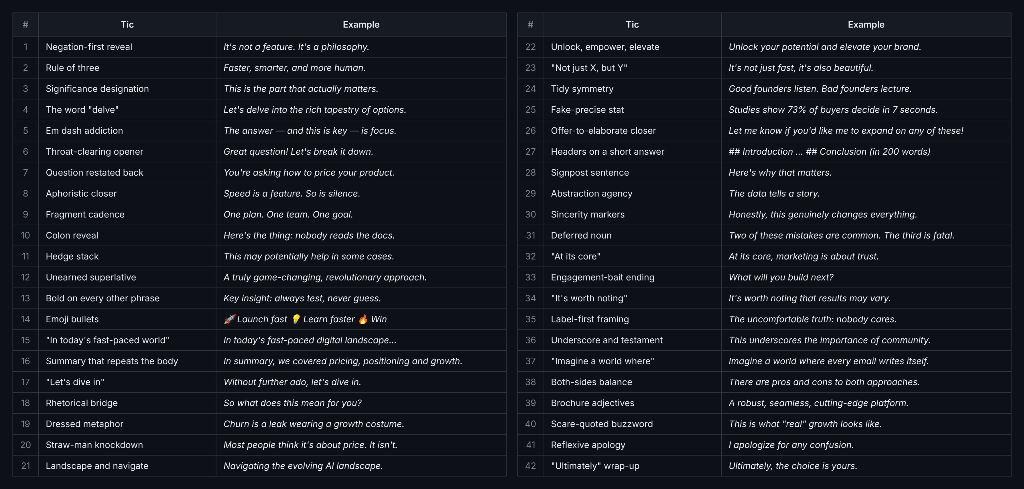 # Tic Example
1 Negation-first reveal It's not a feature. It's a philosophy.
2 Rule of three Faster, smarter, and more human.
3 Significance designation This is the part that actually matters.
4 The word "delve" Let's delve into the rich tapestry of options.
5 Em dash addiction The answer — and this is key — is focus.
6 Throat-clearing opener Great question! Let's break it down.
7 Question restated back You're asking how to price your product.
8 Aphoristic closer Speed is a feature. So is silence.
9 Fragment cadence One plan. One team. One goal.
10 Colon reveal Here's the thing: nobody reads the docs.
11 Hedge stack This may potentially help in some cases.
12 Unearned superlative A truly game-changing, revolutionary approach.
13 Bold on every other phrase Key insight: always test, never guess.
14 Emoji bullets 🚀 Launch fast 💡 Learn faster 🔥 Win
15 "In today's fast-paced world" In today's fast-paced digital landscape...
16 Summary that repeats the body In summary, we covered pricing, positioning and growth.
17 "Let's dive in" Without further ado, let's dive in.
18 Rhetorical bridge So what does this mean for you?
19 Dressed metaphor Churn is a leak wearing a growth costume.
20 Straw-man knockdown Most people think it's about price. It isn't.
21 Landscape and navigate Navigating the evolving AI landscape.
# Tic Example
22 Unlock, empower, elevate Unlock your potential and elevate your brand.
23 "Not just X, but Y" It's not just fast, it's also beautiful.
24 Tidy symmetry Good founders listen. Bad founders lecture.
25 Fake-precise stat Studies show 73% of buyers decide in 7 seconds.
26 Offer-to-elaborate closer Let me know if you'd like me to expand on any of these!
27 Headers on a short answer ## Introduction ... ## Conclusion (in 200 words)
28 Signpost sentence Here's why that matters.
29 Abstraction agency The data tells a story.
30 Sincerity markers Honestly, this genuinely changes everything.
31 Deferred noun Two of these mistakes are common. The third is fatal.
32 "At its core" At its core, marketing is about trust.
33 Engagement-bait ending What will you build next?
34 "It's worth noting" It's worth noting that results may vary.
35 Label-first framing The uncomfortable truth: nobody cares.
36 Underscore and testament This underscores the importance of community.
37 "Imagine a world where" Imagine a world where every email writes itself.
38 Both-sides balance There are pros and cons to both approaches.
39 Brochure adjectives A robust, seamless, cutting-edge platform.
40 Scare-quoted buzzword This is what "real" growth looks like.
41 Reflexive apology I apologize for any confusion.
42 "Ultimately" wrap-up Ultimately, the choice is yours.